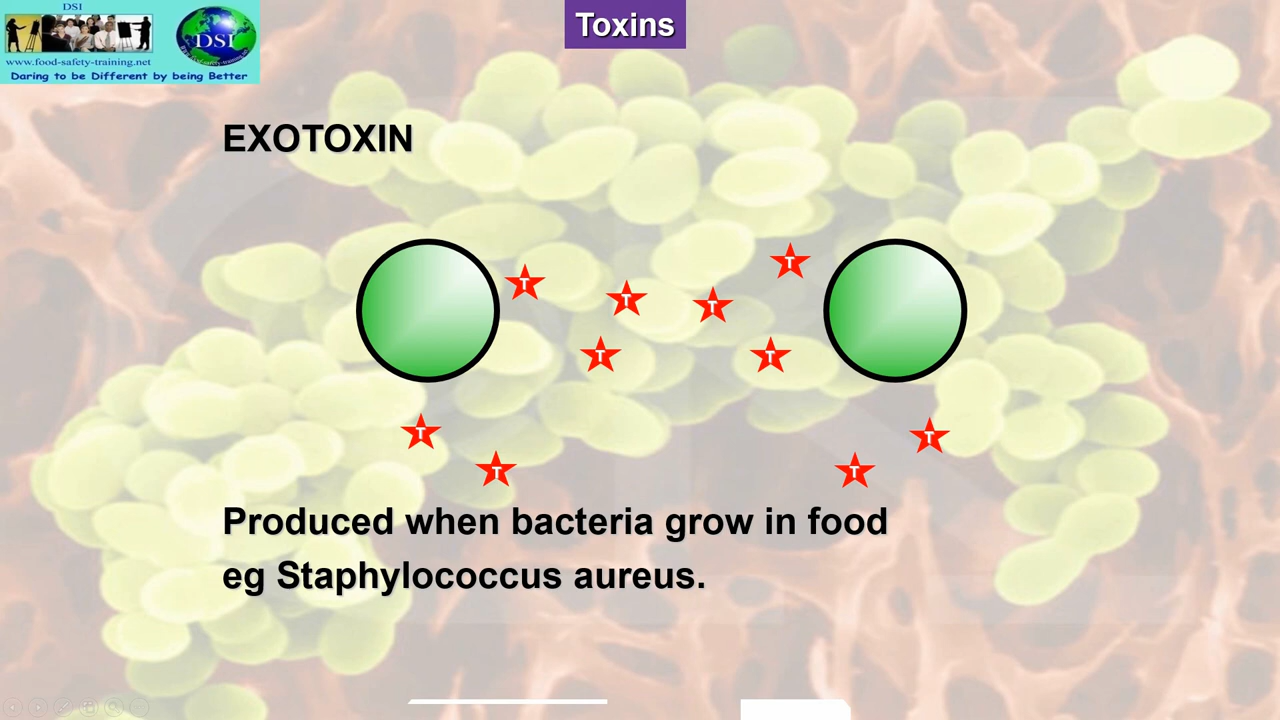 DSI
DSI
www.food-safety-training.net
Daring to be Different by being Better
Toxins
EXOTOXIN
T
T
T
T
T
T
T
T
T
T
Produced when bacteria grow in food
eg Staphylococcus aureus.